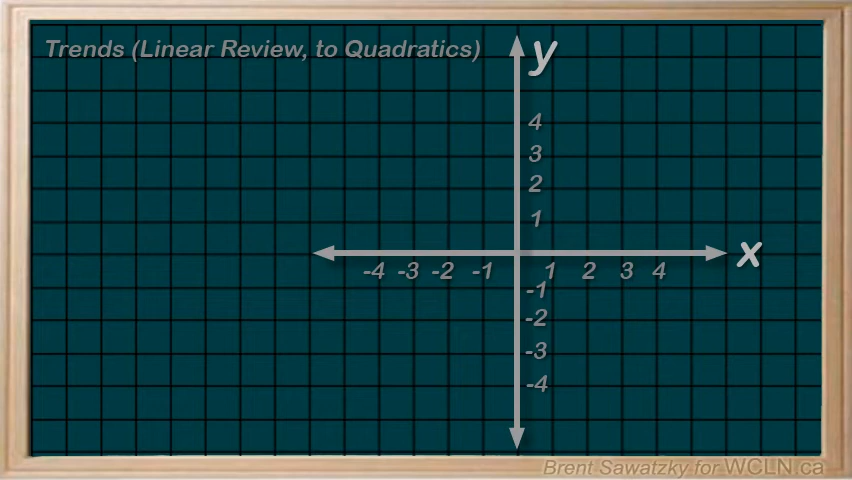 Trends (Linear Review, to Quadratics)
y
4
3
2
1
x
-4 -3 -2 -1 1 2 3 4
-1
-2
-3
-4
Brent Sawatzky for WCLN.ca